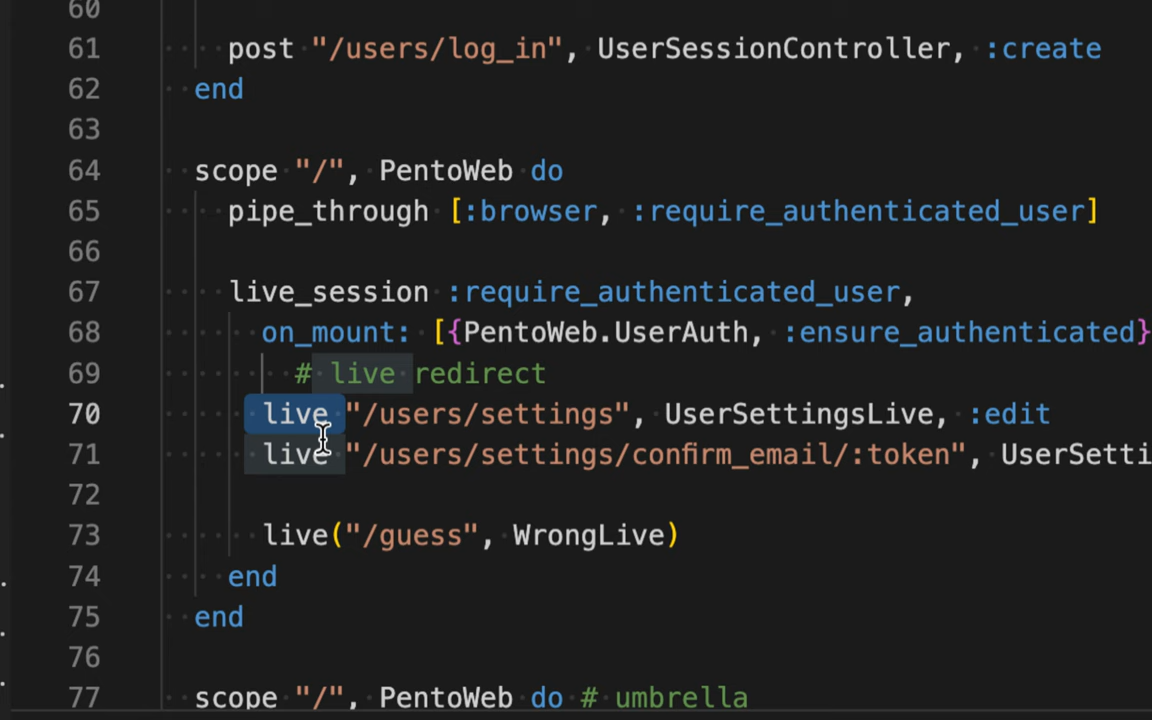 60
61 post "/users/log_in", UserSessionController, :create
62 end
63
64 scope "/", PentoWeb do
65 pipe_through [:browser, :require_authenticated_user]
66
67 live_session :require_authenticated_user,
68 on_mount: [{PentoWeb.UserAuth, :ensure_authenticated}
69 # live redirect
70 live "/users/settings", UserSettingsLive, :edit
71 live "/users/settings/confirm_email/:token", UserSetti
72
73 live("/guess", WrongLive)
74 end
75 end
76
77 scope "/", PentoWeb do # umbrella